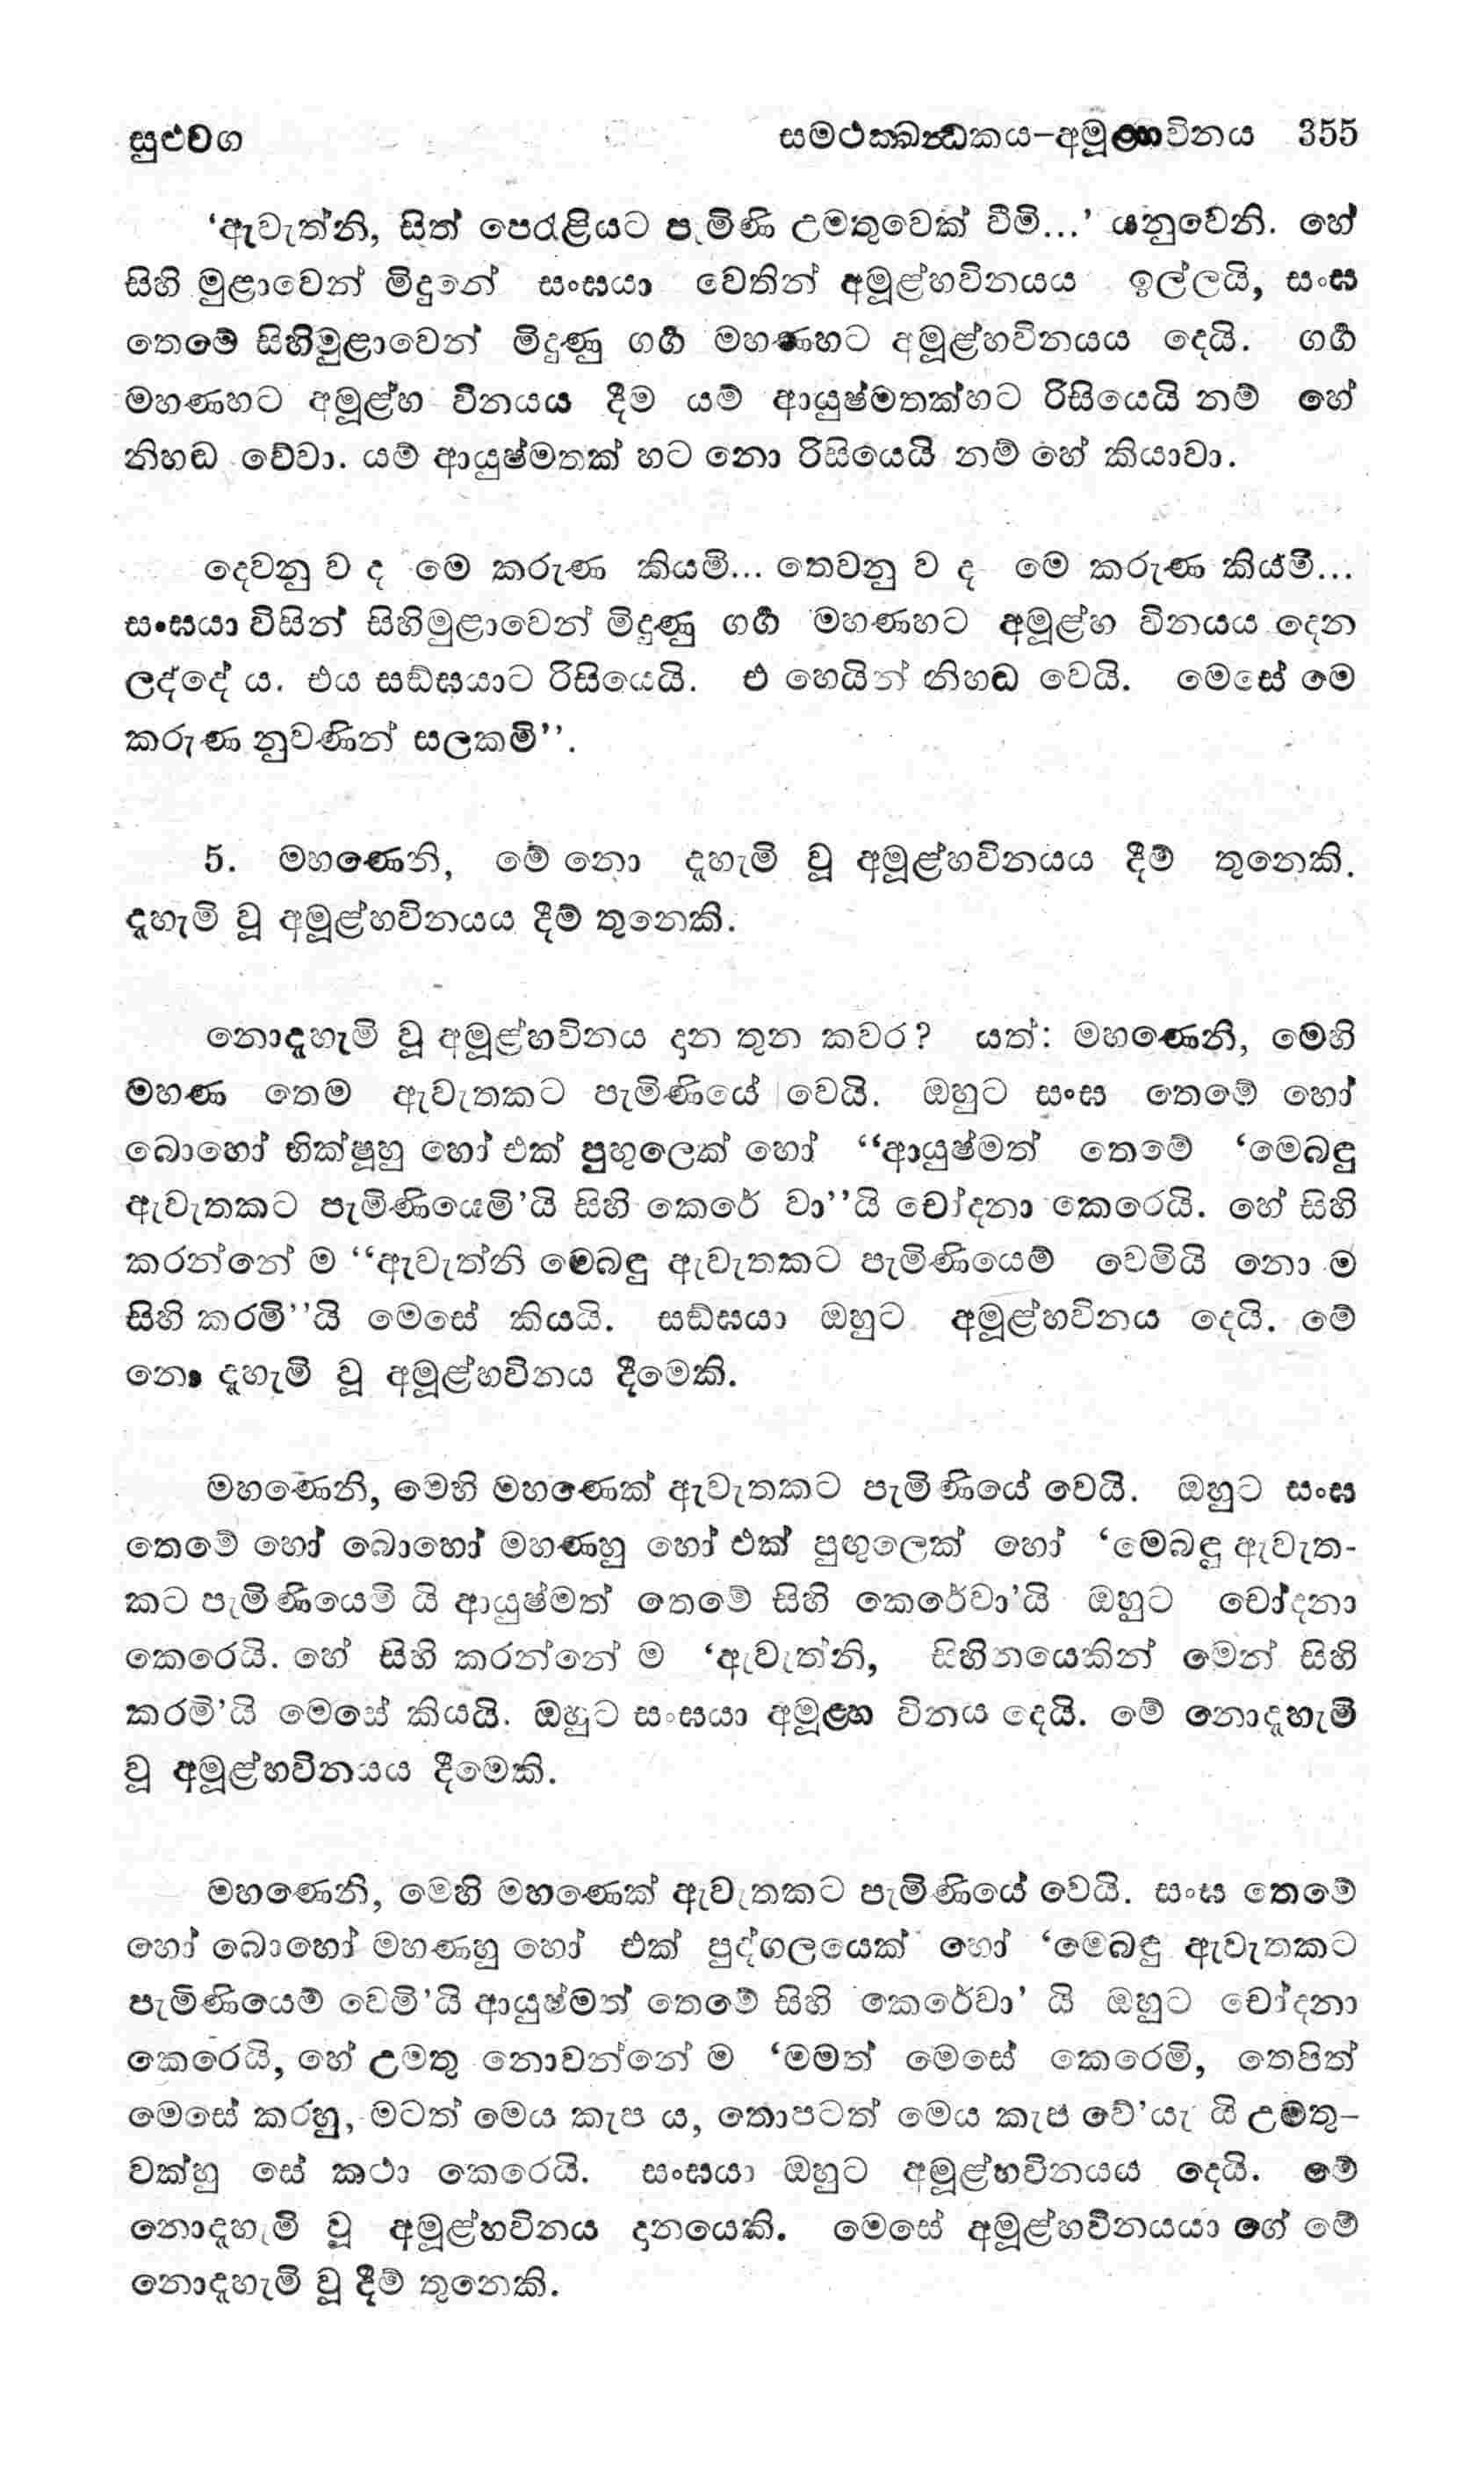 සුළුවග සමථක්ඛන්ධකය-අමූළ්හවිනය 355
‘ඇවැත්නි, සිත් පෙරැළියට පැමිණි උමතුවෙක් වීමි...’ යනුවෙනි. හේ
සිහි මුළාවෙන් මිදුනේ සංඝයා වෙතින් අමූළ්හවිනයය ඉල්ලයි, සංඝ
තෙමේ සිහිමුළාවෙන් මිදුණු ගර්‍ග මහණහට අමූළ්හවිනයය දෙයි. ගර්‍ග
මහණහට අමූළ්හ විනයය දීම යම් ආයුෂ්මතක්හට රිසියෙයි නම් හේ
නිහඬ වේවා. යම් ආයුෂ්මතක් හට නො රිසියෙයි නම් හේ කියාවා.
දෙවනු ව ද මෙ කරුණ කියමි... තෙවනු ව ද මෙ කරුණ කියමි...
සංඝයා විසින් සිහිමුළාවෙන් මිදුණු ගර්‍ග මහණහට අමූළ්හ විනයය දෙන
ලද්දේ ය. එය සඞ්ඝයාට රිසියෙයි. එ හෙයින් නිහඬ වෙයි. මෙසේ මෙ
කරුණ නුවණින් සලකමි”.
5. මහණෙනි, මේ නො දැහැමි වූ අමූළ්හවිනයය දීම් තුනෙකි.
දැහැමි වූ අමූළ්හවිනයය දීම් තුනෙකි.
නොදැහැමි වූ අමූළ්හවිනය දාන තුන කවර? යත්: මහණෙනි, මෙහි
මහණ තෙම ඇවැතකට පැමිණියේ වෙයි. ඔහුට සංඝ තෙමේ හෝ
බොහෝ භික්ෂූහු හෝ එක් පුහුලෙක් හෝ “ආයුෂ්මත් තෙමේ ‘මෙබඳු
ඇවැතකට පැමිණියෙමි’යි සිහි කෙරේ වා”යි චෝදනා කෙරෙයි. හේ සිහි
කරන්නේ ම “ඇවැත්නි මෙබඳු ඇවැතකට පැමිණියෙම් වෙමියි නො ම
සිහි කරමි”යි මෙසේ කියයි. සඞ්ඝයා ඔහුට අමූළ්හවිනය දෙයි. මේ
නො දැහැමි වූ අමූළ්හවිනය දීමෙකි.
මහණෙනි, මෙහි මහණෙක් ඇවැතකට පැමිණියේ වෙයි. ඔහුට සංඝ
තෙමේ හෝ බොහෝ මහණහු හෝ එක් පුඟුලෙක් හෝ ‘මෙබඳු ඇවැත-
කට පැමිණියෙමි යි ආයුෂ්මත් තෙමේ සිහි කෙරේවා’යි ඔහුට චෝදනා
කෙරෙයි. හේ සිහි කරන්නේ ම ‘ඇවැත්නි, සිහිනයෙකින් මෙන් සිහි
කරමි’යි මෙසේ කියයි. ඔහුට සංඝයා අමූළ්හ විනය දෙයි. මේ නොදැහැමි
වූ අමූළ්හවිනයය දීමෙකි.
මහණෙනි, මෙහි මහණෙක් ඇවැතකට පැමිණියේ වෙයි. සංඝ තෙමේ
හෝ බොහෝ මහණහු හෝ එක් පුද්ගලයෙක් හෝ ‘මෙබඳු ඇවැතකට
පැමිණියෙම් වෙමි’යි ආයුෂ්මත් තෙමේ සිහි කෙරේවා’ යි ඔහුට චෝදනා
කෙරෙයි, හේ උමතු නොවන්නේ ම ‘මමත් මෙසේ කෙරෙමි, තෙපිත්
මෙසේ කරහු, මටත් මෙය කැප ය, තොපටත් මෙය කැප වේ’යැ යි උමතු-
වක්හු සේ කථා කෙරෙයි. සංඝයා ඔහුට අමූළ්හවිනයය දෙයි. මේ
නොදැහැමි වූ අමූළ්හවිනය දානයෙකි. මෙසේ අමූළ්හවිනයයා ගේ මේ
නොදැහැමි වූ දීම් තුනෙකි.